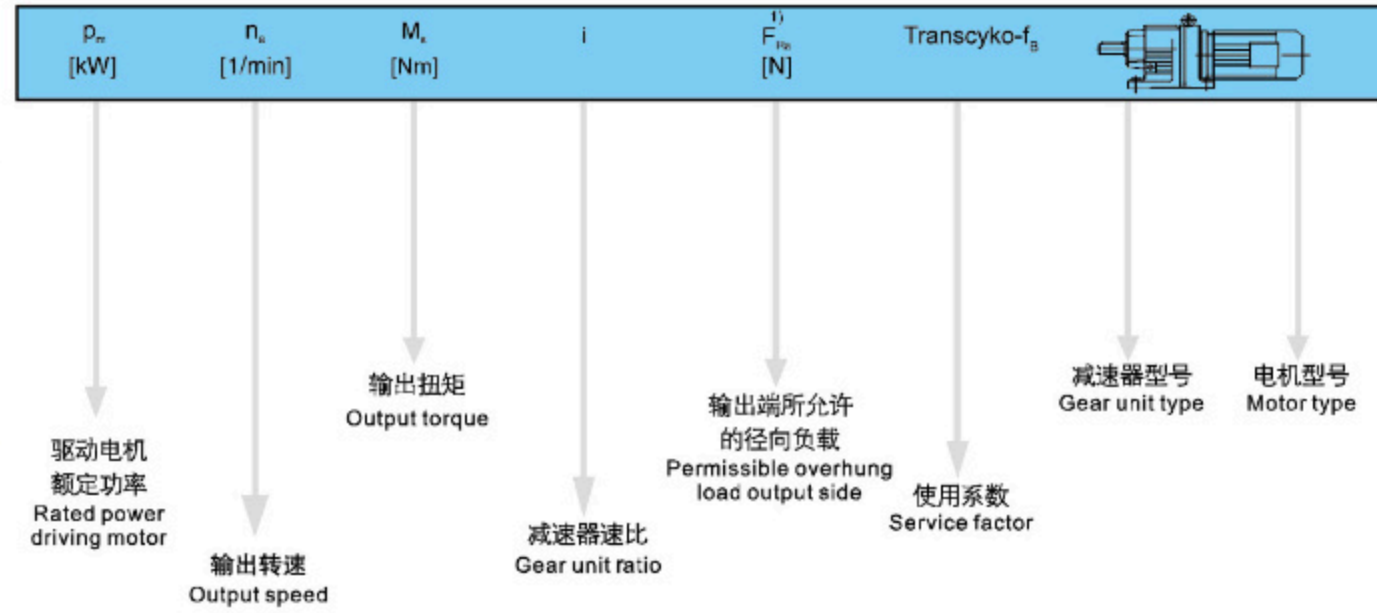 Pm
[kW]
na
[1/min]
Ma
[Nm]
i
1)
FRa
[N]
Transcyko-fB
驱动电机
额定功率
Rated power
driving motor
输出转速
Output speed
输出扭矩
Output torque
减速器速比
Gear unit ratio
输出端所允许
的径向负载
Permissible overhung
load output side
使用系数
Service factor
减速器型号
Gear unit type
电机型号
Motor type